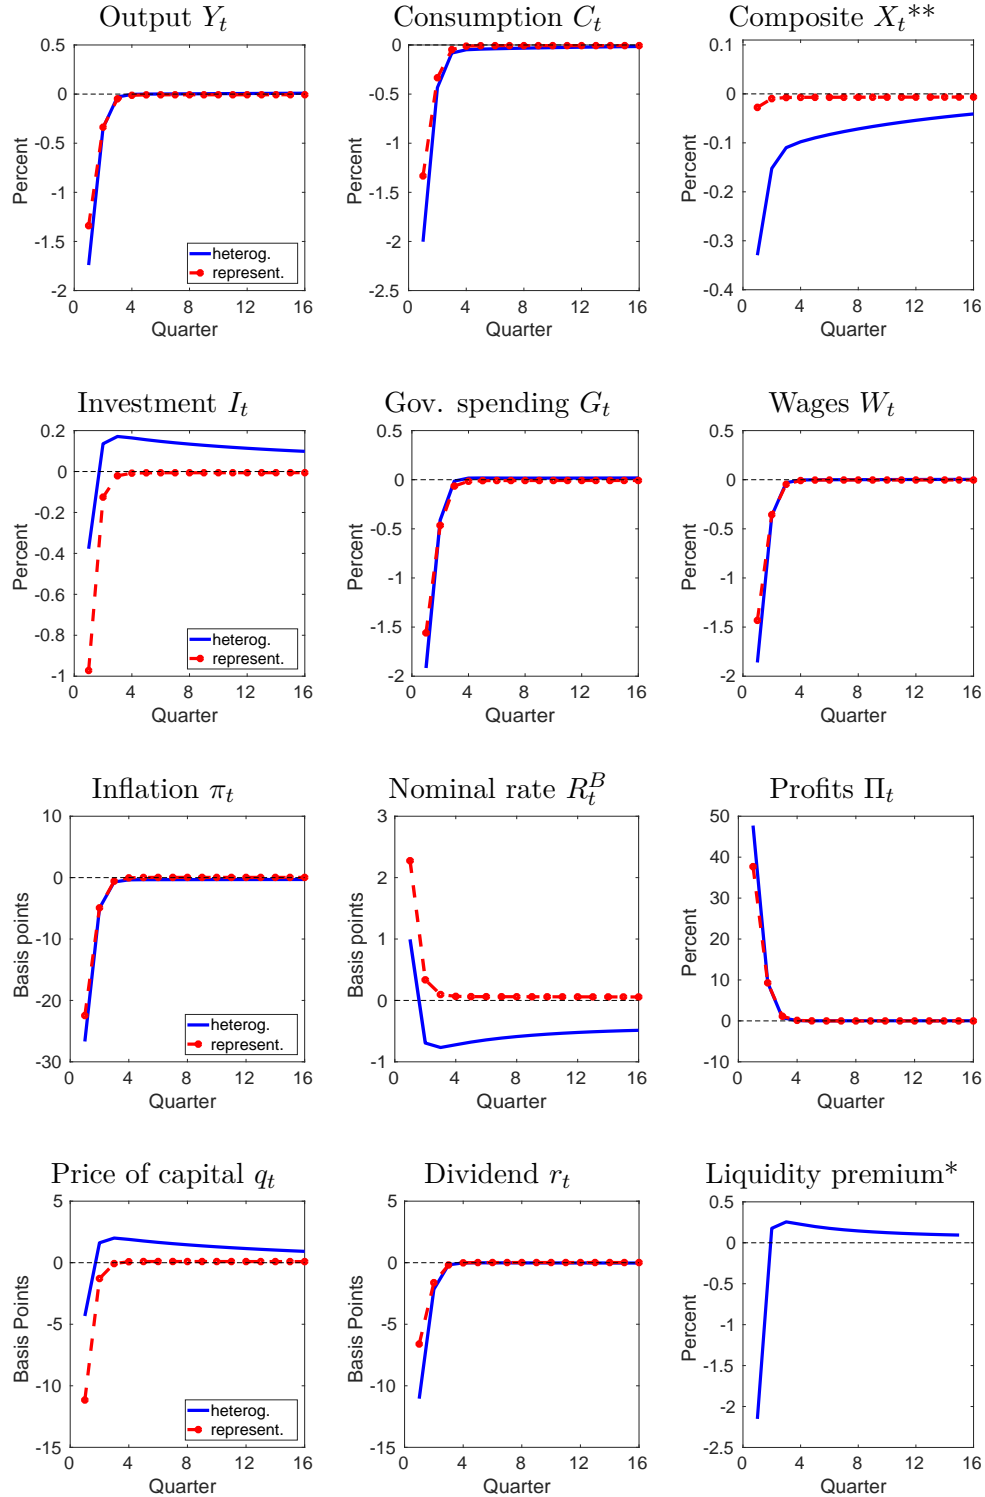 Output Y_t
Consumption C_t
Composite X_t**
0.5
0
-0.5
-1
-1.5
-2
Percent
heterog.
represent.
0 4 8 12 16
Quarter
0
-0.5
-1
-1.5
-2
-2.5
Percent
0 4 8 12 16
Quarter
0.1
0
-0.1
-0.2
-0.3
-0.4
Percent
0 4 8 12 16
Quarter
Investment I_t
Gov. spending G_t
Wages W_t
0.2
0
-0.2
-0.4
-0.6
-0.8
-1
Percent
heterog.
represent.
0 4 8 12 16
Quarter
0.5
0
-0.5
-1
-1.5
-2
Percent
0 4 8 12 16
Quarter
0.5
0
-0.5
-1
-1.5
-2
Percent
0 4 8 12 16
Quarter
Inflation π_t
Nominal rate R_t^B
Profits Π_t
10
0
-10
-20
-30
Basis points
heterog.
represent.
0 4 8 12 16
Quarter
3
2
1
0
-1
Basis points
0 4 8 12 16
Quarter
50
40
30
20
10
0
-10
Percent
0 4 8 12 16
Quarter
Price of capital q_t
Dividend r_t
Liquidity premium*
5
0
-5
-10
-15
Basis Points
heterog.
represent.
0 4 8 12 16
Quarter
5
0
-5
-10
-15
Basis Points
0 4 8 12 16
Quarter
0.5
0
-0.5
-1
-1.5
-2
-2.5
Percent
0 4 8 12 16
Quarter